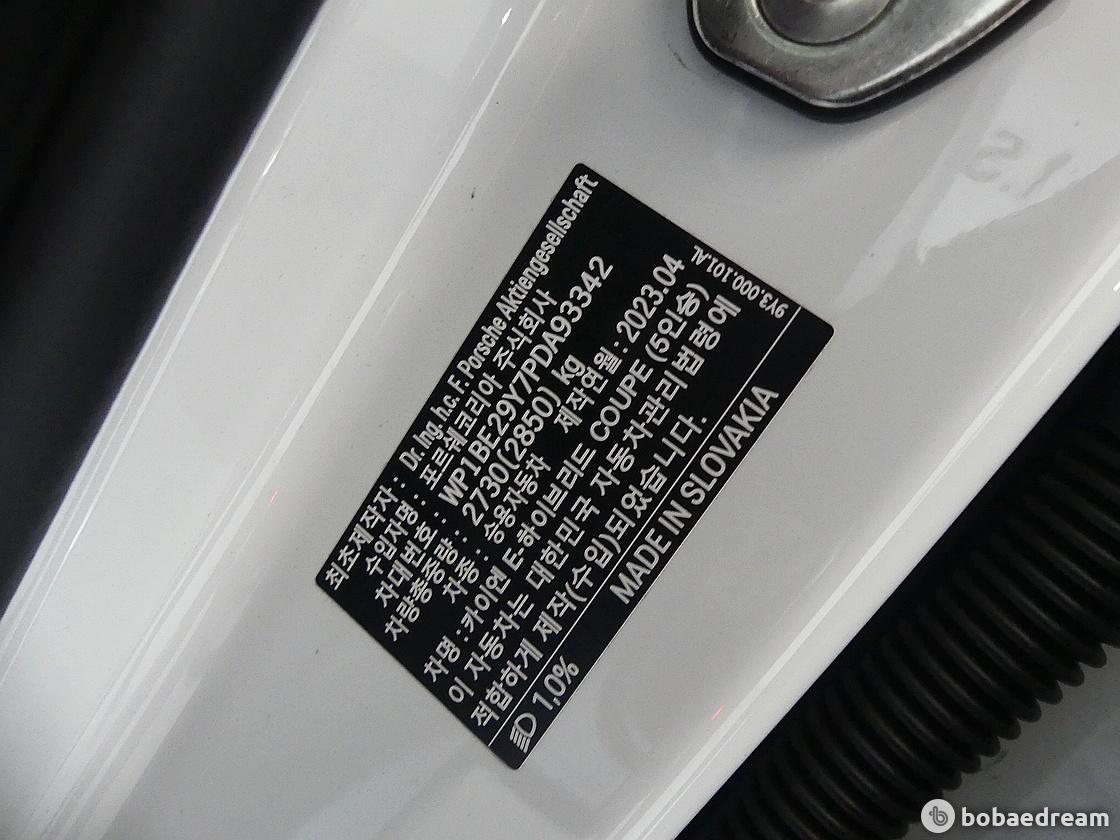 최초제작자 : Dr. Ing. h.c. F. Porsche Aktiengesellschaft
수입자명 : 포르쉐코리아 주식회사
차대번호 : WP1BE29Y7PDA93342
차량총중량 : 2730(2850) kg
차종 : 승용자동차 제작연월 : 2023.04
차명 : 카이엔 E-하이브리드 COUPE (5인승)
이 자동차는 대한민국 자동차관리법령에
적합하게 제작(수입)되었습니다.
9Y3.000.101.AL
1,0% MADE IN SLOVAKIA
bobaedream